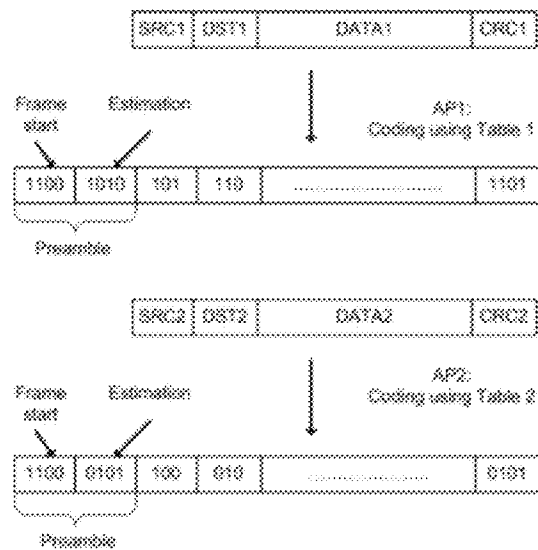 SRC1 DST1 DATA1 CRC1
Frame start
Estimation
AP1:
Coding using Table 1
1100 1010 101 110 ............................ 1101
Preamble
SRC2 DST2 DATA2 CRC2
Frame start
Estimation
AP2:
Coding using Table 2
1100 0101 100 010 ...................... 0101
Preamble